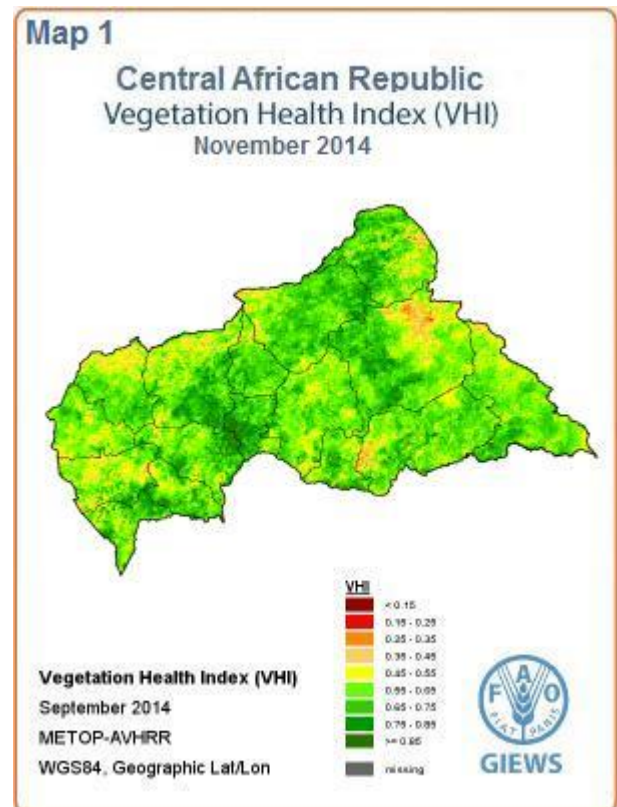 Map 1
Central African Republic
Vegetation Health Index (VHI)
November 2014
VHI
< 0.15
0.15 - 0.25
0.25 - 0.35
0.35 - 0.45
0.45 - 0.55
0.55 - 0.65
0.65 - 0.75
0.75 - 0.85
>= 0.85
missing
Vegetation Health Index (VHI)
September 2014
METOP-AVHRR
WGS84, Geographic Lat/Lon
F A O
FIAT PANIS
GIEWS